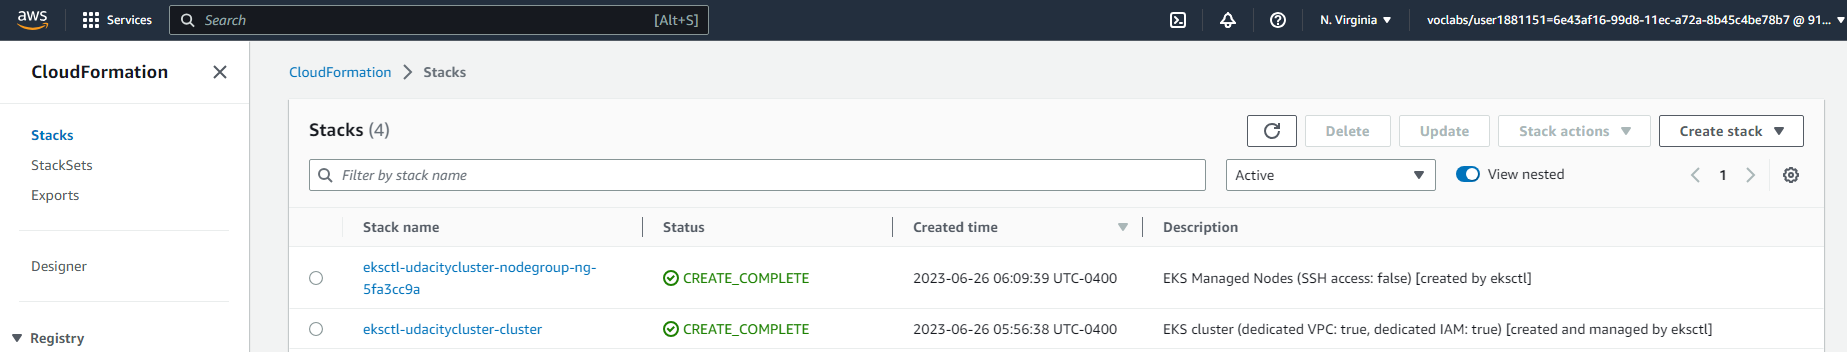 aws
Services
Search
[Alt+S]
N. Virginia
voclabs/user1881151=6e43af16-99d8-11ec-a72a-8b45c4be78b7 @ 91...
CloudFormation
CloudFormation
Stacks
Stacks
StackSets
Exports
Designer
Registry
Stacks (4)
Delete
Update
Stack actions
Create stack
Filter by stack name
Active
View nested
1
Stack name
Status
Created time
Description
eksctl-udacitycluster-nodegroup-ng-
5fa3cc9a
CREATE_COMPLETE
2023-06-26 06:09:39 UTC-0400
EKS Managed Nodes (SSH access: false) [created by eksctl]
eksctl-udacitycluster-cluster
CREATE_COMPLETE
2023-06-26 05:56:38 UTC-0400
EKS cluster (dedicated VPC: true, dedicated IAM: true) [created and managed by eksctl]